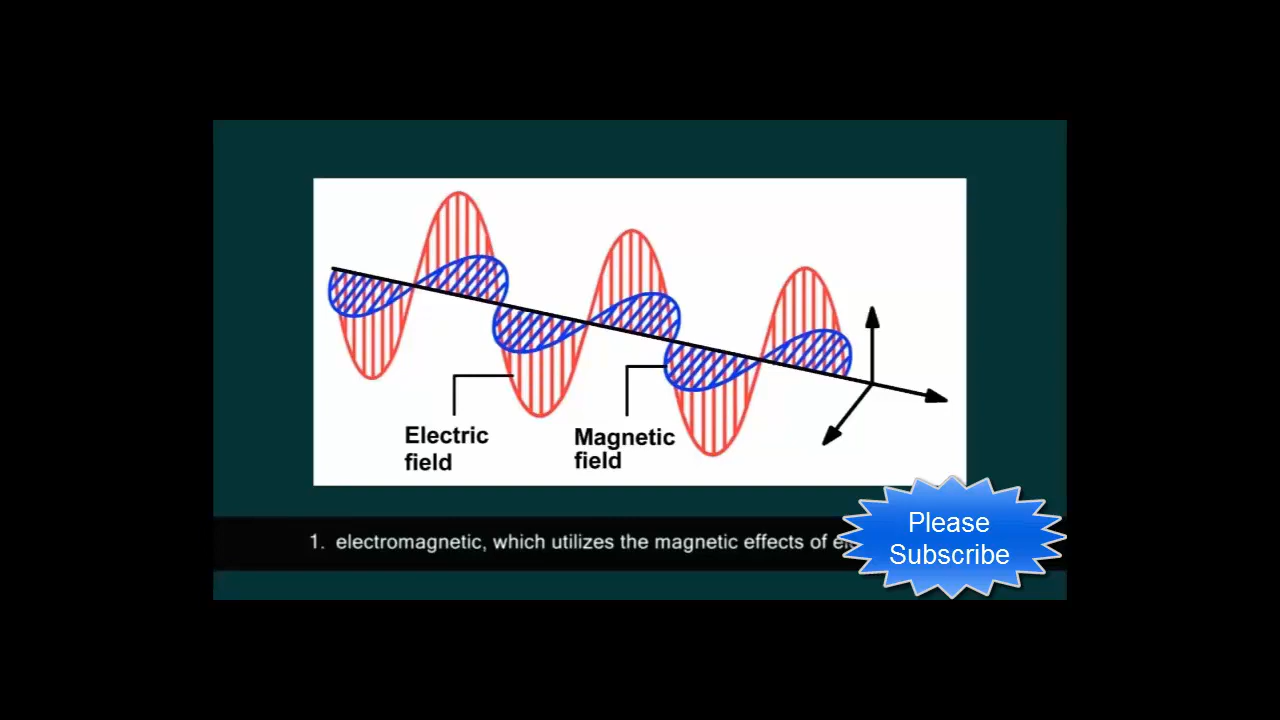 Electric
field
Magnetic
field
1. electromagnetic, which utilizes the magnetic effects of
Please
Subscribe